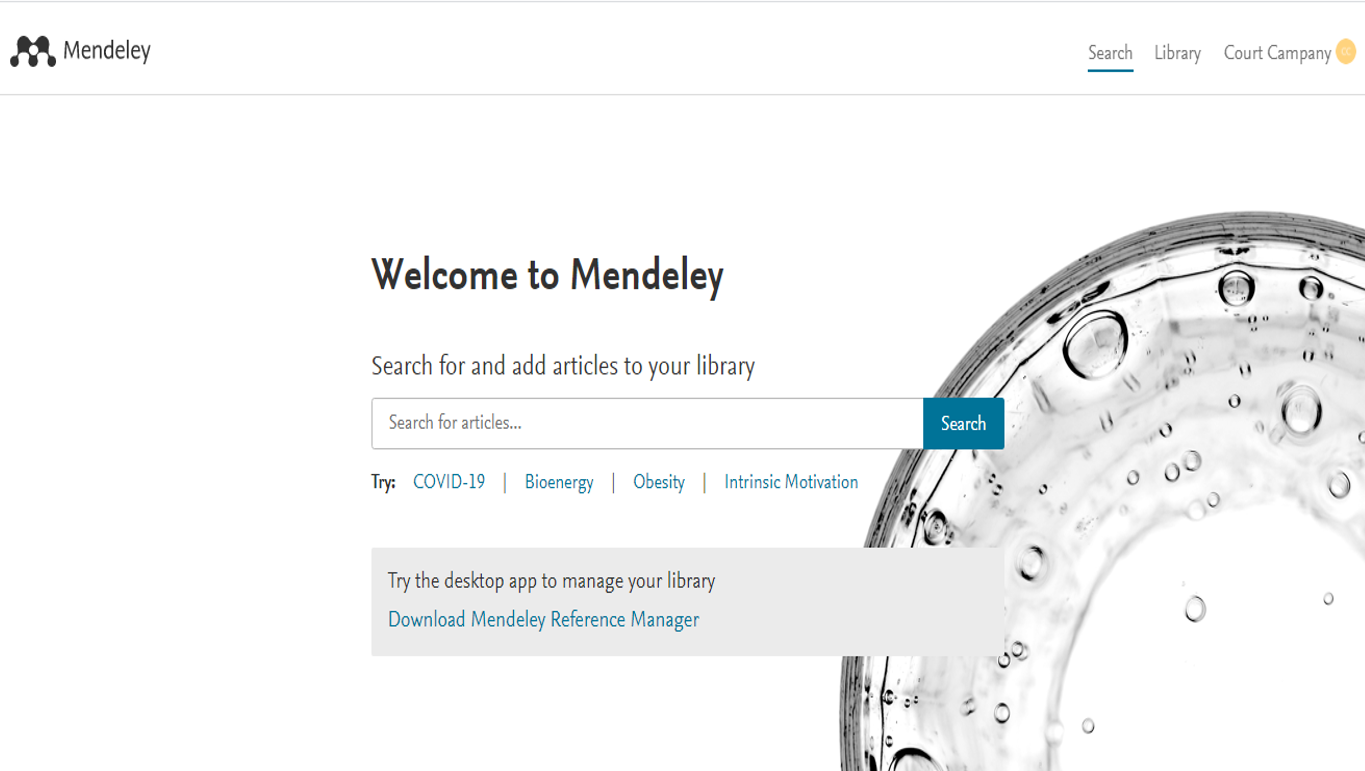 Mendeley
Search Library Court Campany CC
Welcome to Mendeley
Search for and add articles to your library
Search for articles... Search
Try: COVID-19 | Bioenergy | Obesity | Intrinsic Motivation
Try the desktop app to manage your library
Download Mendeley Reference Manager